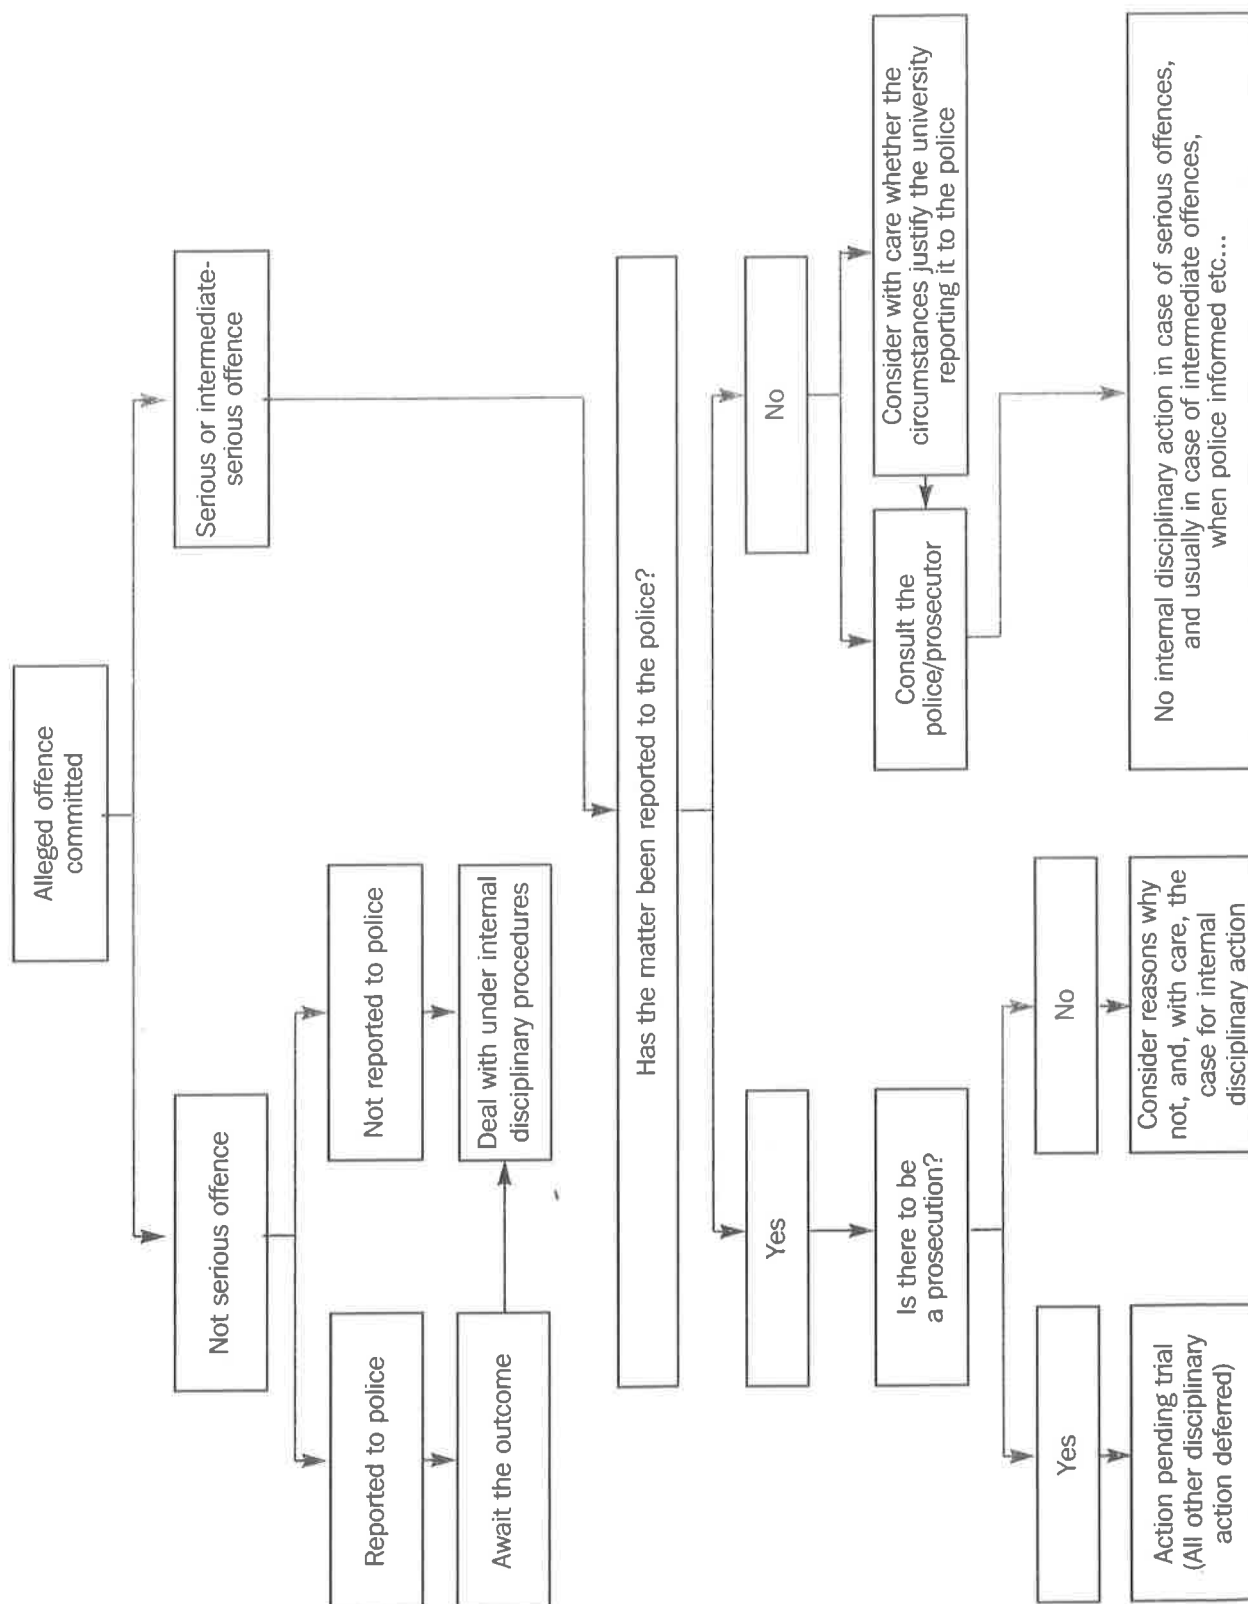 Alleged offence
committed
Not serious offence
Serious or intermediate-
serious offence
Reported to police
Not reported to police
Await the outcome
Deal with under internal
disciplinary procedures
Has the matter been reported to the police?
Yes
No
Is there to be
a prosecution?
Consult the
police/prosecutor
Consider with care whether the
circumstances justify the university
reporting it to the police
Yes
No
Action pending trial
(All other disciplinary
action deferred)
Consider reasons why
not, and, with care, the
case for internal
disciplinary action
No internal disciplinary action in case of serious offences,
and usually in case of intermediate offences,
when police informed etc...